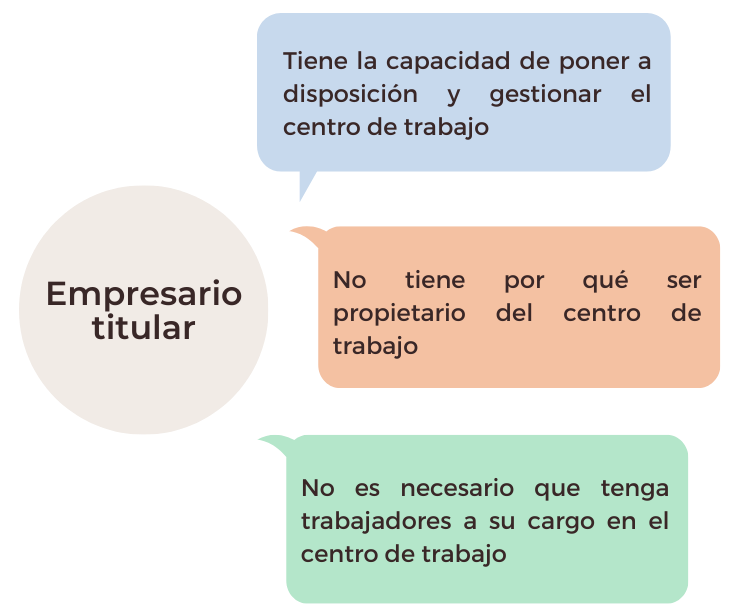 Tiene la capacidad de poner a
disposición y gestionar el
centro de trabajo
Empresario
titular
No tiene por qué ser
propietario del centro de
trabajo
No es necesario que tenga
trabajadores a su cargo en el
centro de trabajo